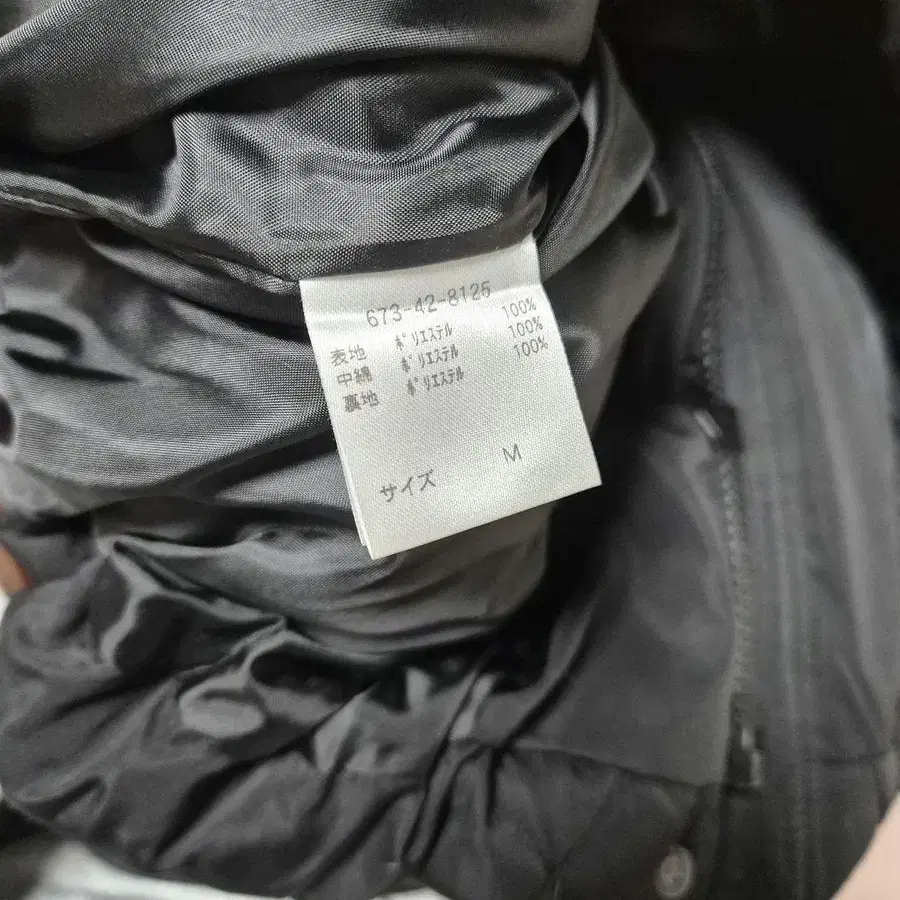 673-42-8125
表地 ポリエステル 100%
中綿 ポリエステル 100%
裏地 ポリエステル 100%
サイズ M